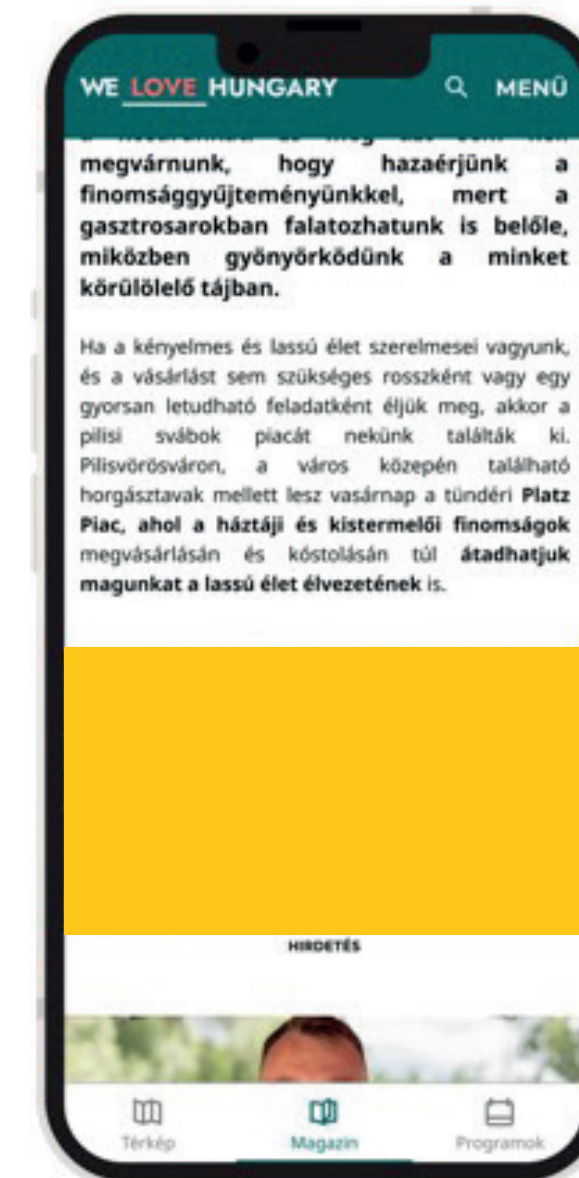 WE LOVE HUNGARY MENÜ
megvárnunk, hogy hazaérjünk a
finomsággyűjteményünkkel, mert a
gasztrosarokban falatozhatunk is belőle,
miközben gyönyörködünk a minket
körülölelő tájban.
Ha a kényelmes és lassú élet szerelmesei vagyunk,
és a vásárlást sem szükséges rosszként vagy egy
gyorsan letudható feladatként éljük meg, akkor a
pilisi svábok piacát nekünk találták ki.
Pilisvörösváron, a város közepén található
horgásztavak mellett lesz vasárnap a tündéri Platz
Piac, ahol a háztáji és kistermelői finomságok
megvásárlásán és kóstolásán túl átadhatjuk
magunkat a lassú élet élvezetének is.
HIRDETÉS
Térkép Magazin Programok